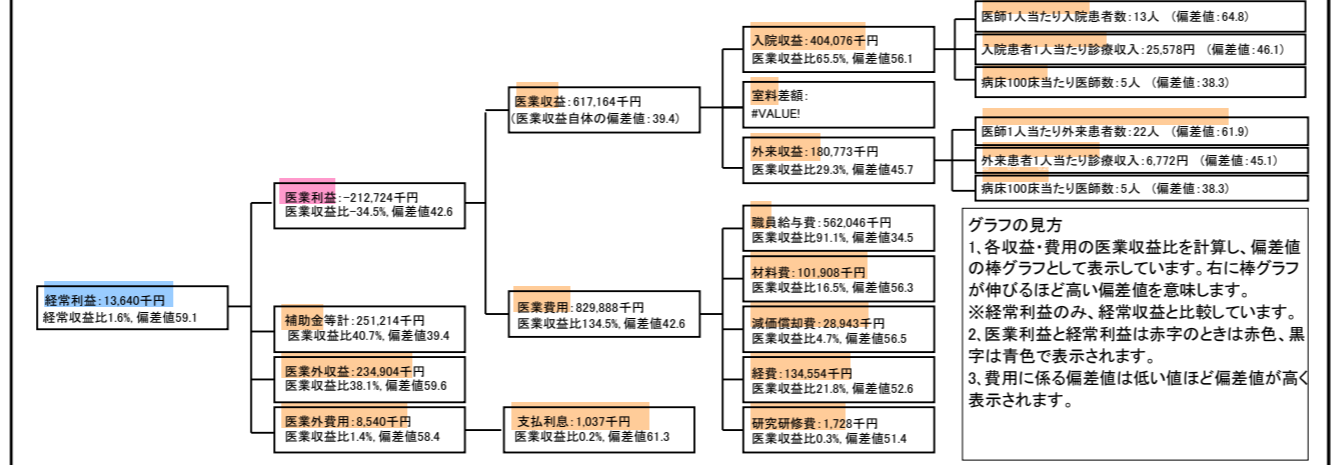 経常利益:13,640千円
経常収益比1.6%, 偏差値59.1
医業利益:-212,724千円
医業収益比-34.5%, 偏差値42.6
補助金等計:251,214千円
医業収益比40.7%, 偏差値39.4
医業外収益:234,904千円
医業収益比38.1%, 偏差値59.6
医業外費用:8,540千円
医業収益比1.4%, 偏差値58.4
支払利息:1,037千円
医業収益比0.2%, 偏差値61.3
医業収益:617,164千円
(医業収益自体の偏差値:39.4)
医業費用:829,888千円
医業収益比134.5%, 偏差値42.6
入院収益:404,076千円
医業収益比65.5%, 偏差値56.1
室料差額:
#VALUE!
外来収益:180,773千円
医業収益比29.3%, 偏差値45.7
職員給与費:562,046千円
医業収益比91.1%, 偏差値34.5
材料費:101,908千円
医業収益比16.5%, 偏差値56.3
減価償却費:28,943千円
医業収益比4.7%, 偏差値56.5
経費:134,554千円
医業収益比21.8%, 偏差値52.6
研究研修費:1,728千円
医業収益比0.3%, 偏差値51.4
医師1人当たり入院患者数:13人 (偏差値:64.8)
入院患者1人当たり診療収入:25,578円 (偏差値:46.1)
病床100床当たり医師数:5人 (偏差値:38.3)
医師1人当たり外来患者数:22人 (偏差値:61.9)
外来患者1人当たり診療収入:6,772円 (偏差値:45.1)
病床100床当たり医師数:5人 (偏差値:38.3)
グラフの見方
1、各収益・費用の医業収益比を計算し、偏差値
の棒グラフとして表示しています。右に棒グラフ
が伸びるほど高い偏差値を意味します。
※経常利益のみ、経常収益と比較しています。
2、医業利益と経常利益は赤字のときは赤色、黒
字は青色で表示されます。
3、費用に係る偏差値は低い値ほど偏差値が高く
表示されます。